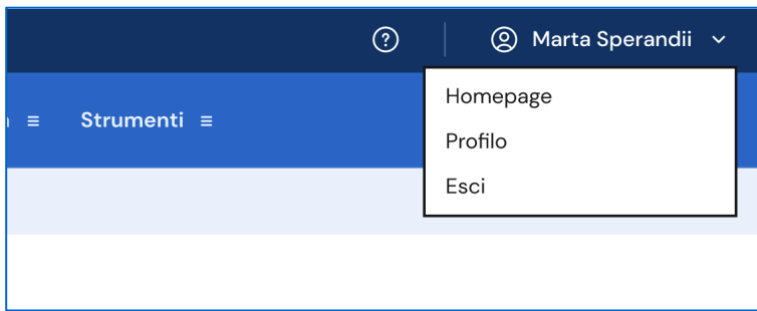 Marta Sperandii
Strumenti
Homepage
Profilo
Esci